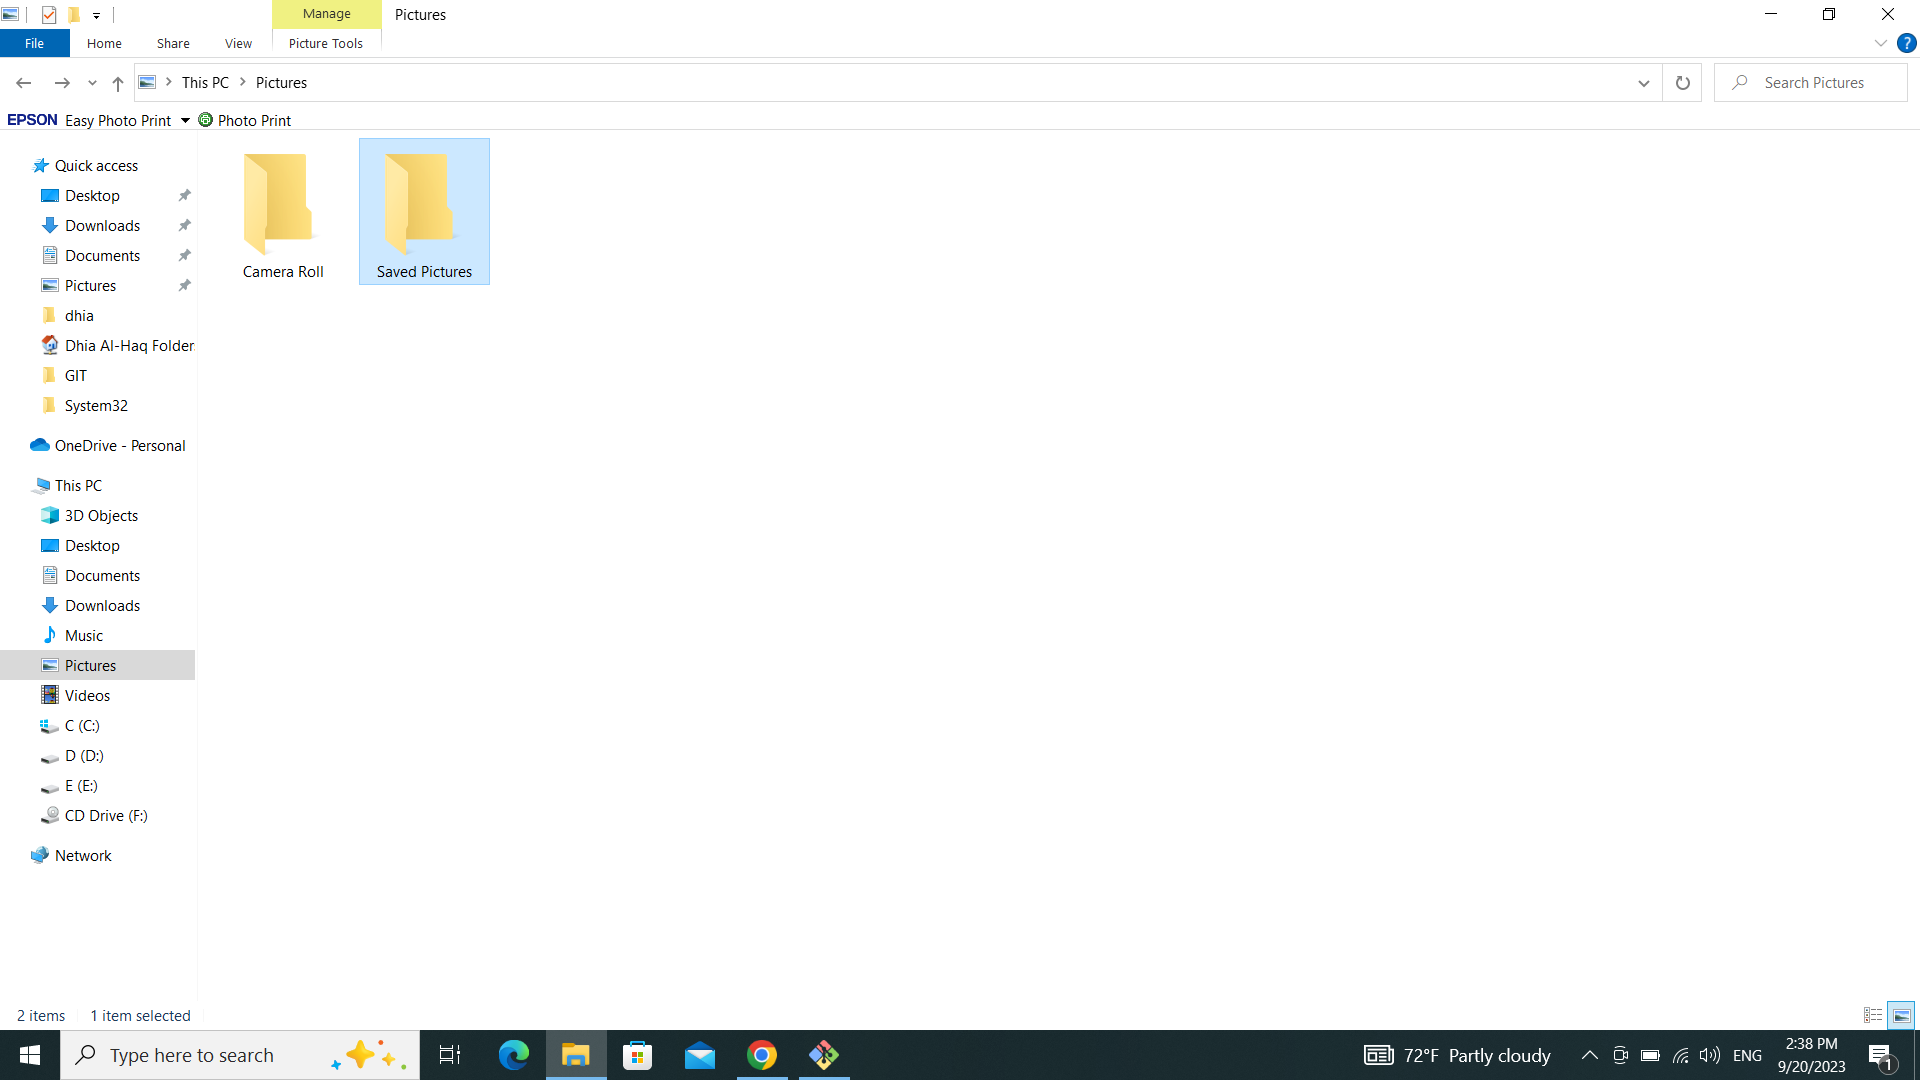 Manage
Pictures
File
Home
Share
View
Picture Tools
?
This PC
Pictures
Search Pictures
EPSON
Easy Photo Print
Photo Print
Quick access
Desktop
Downloads
Documents
Pictures
dhia
Dhia Al-Haq Folder.
GIT
System32
OneDrive - Personal
This PC
3D Objects
Desktop
Documents
Downloads
Music
Pictures
Videos
C (C:)
D (D:)
E (E:)
CD Drive (F:)
Network
Camera Roll
Saved Pictures
2 items
1 item selected
Type here to search
72°F Partly cloudy
ENG
2:38 PM
9/20/2023
1